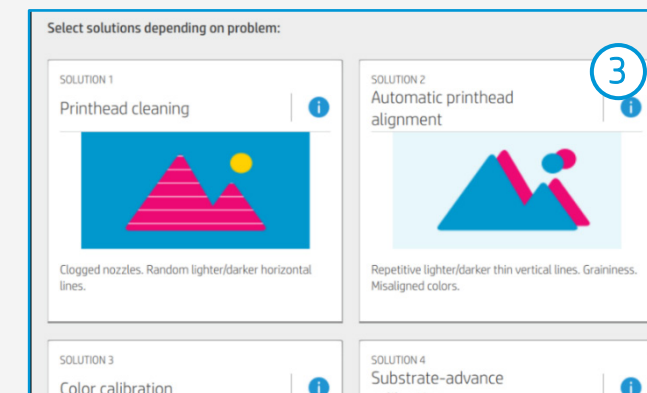 Select solutions depending on problem:
SOLUTION 1
Printhead cleaning
i
Clogged nozzles. Random lighter/darker horizontal
lines.
SOLUTION 2
3
Automatic printhead
alignment
i
Repetitive lighter/darker thin vertical lines. Graininess.
Misaligned colors.
SOLUTION 3
Color calibration
i
SOLUTION 4
Substrate-advance
i